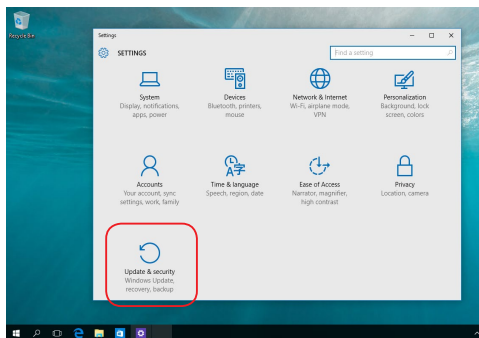 Recycle Bin
Settings
SETTINGS
Find a setting
System
Display, notifications,
apps, power
Devices
Bluetooth, printers,
mouse
Network & Internet
Wi-Fi, airplane mode,
VPN
Personalization
Background, lock
screen, colors
Accounts
Your account, sync
settings, work, family
Time & language
Speech, region, date
Ease of Access
Narrator, magnifier,
high contrast
Privacy
Location, camera
Update & security
Windows Update,
recovery, backup